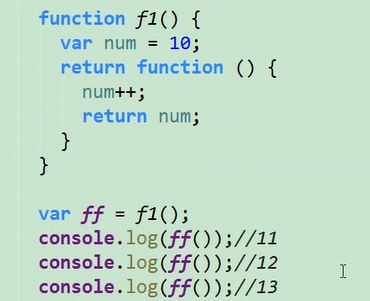 function f1() {
  var num = 10;
  return function () {
    num++;
    return num;
  }
}

var ff = f1();
console.log(ff());//11
console.log(ff());//12
console.log(ff());//13